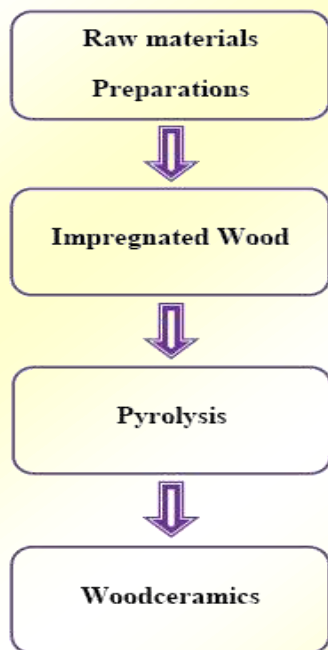 Raw materials
Preparations
Impregnated Wood
Pyrolysis
Woodceramics